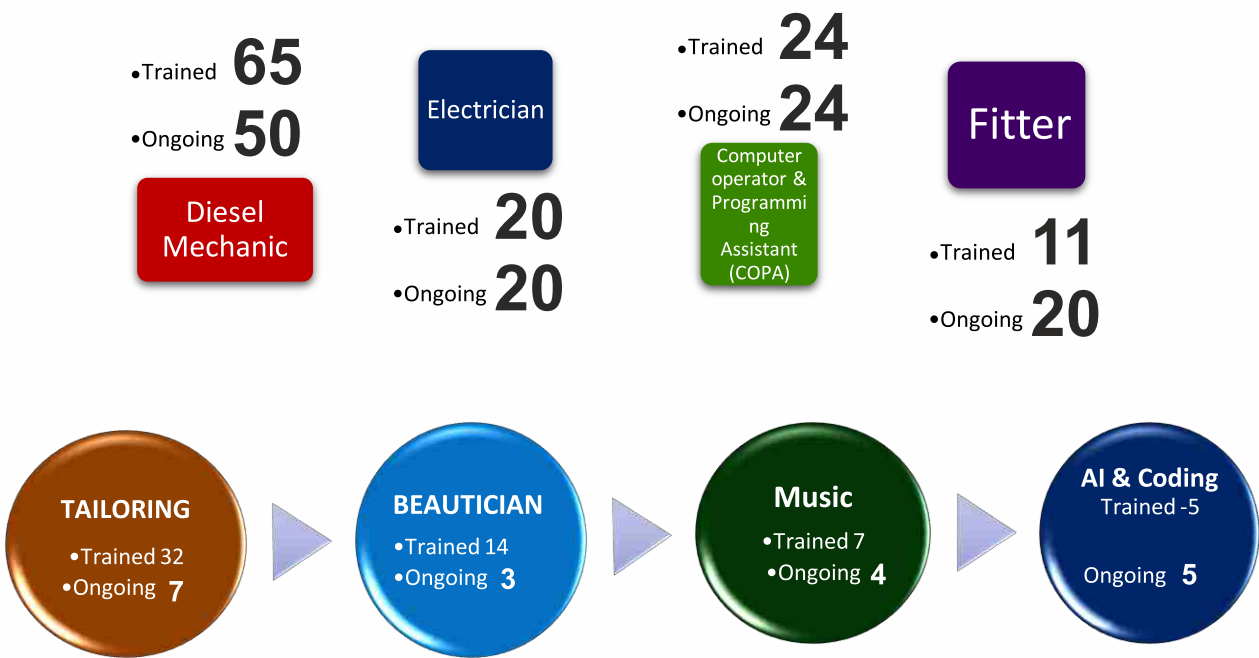 •Trained 65
•Ongoing 50
Diesel
Mechanic
Electrician
•Trained 20
•Ongoing 20
•Trained 24
•Ongoing 24
Computer
operator &
Programmi
ng
Assistant
(COPA)
Fitter
•Trained 11
•Ongoing 20
TAILORING
•Trained 32
•Ongoing 7
BEAUTICIAN
•Trained 14
•Ongoing 3
Music
•Trained 7
•Ongoing 4
AI & Coding
Trained -5
Ongoing 5